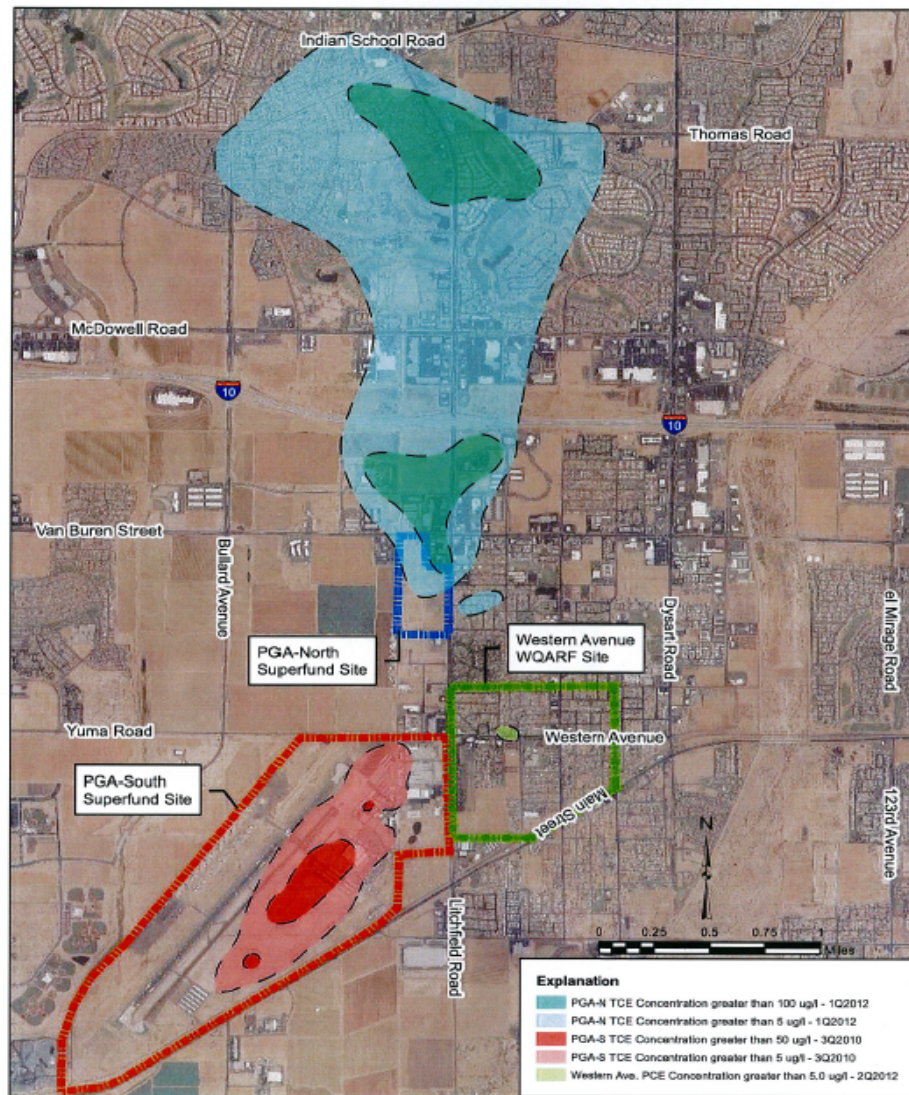 Indian School Road
Thomas Road
McDowell Road
10
10
Van Buren Street
Bullard Avenue
Dysart Road
el Mirage Road
PGA-North
Superfund Site
Western Avenue
WQARF Site
Yuma Road
Western Avenue
PGA-South
Superfund Site
Main Street
123rd Avenue
N
Litchfield Road
0 0.25 0.5 0.75 1
Miles
Explanation
PGA-N TCE Concentration greater than 100 ug/l - 1Q2012
PGA-N TCE Concentration greater than 5 ug/l - 1Q2012
PGA-S TCE Concentration greater than 50 ug/l - 3Q2010
PGA-S TCE Concentration greater than 5 ug/l - 3Q2010
Western Ave. PCE Concentration greater than 5.0 ug/l - 2Q2012